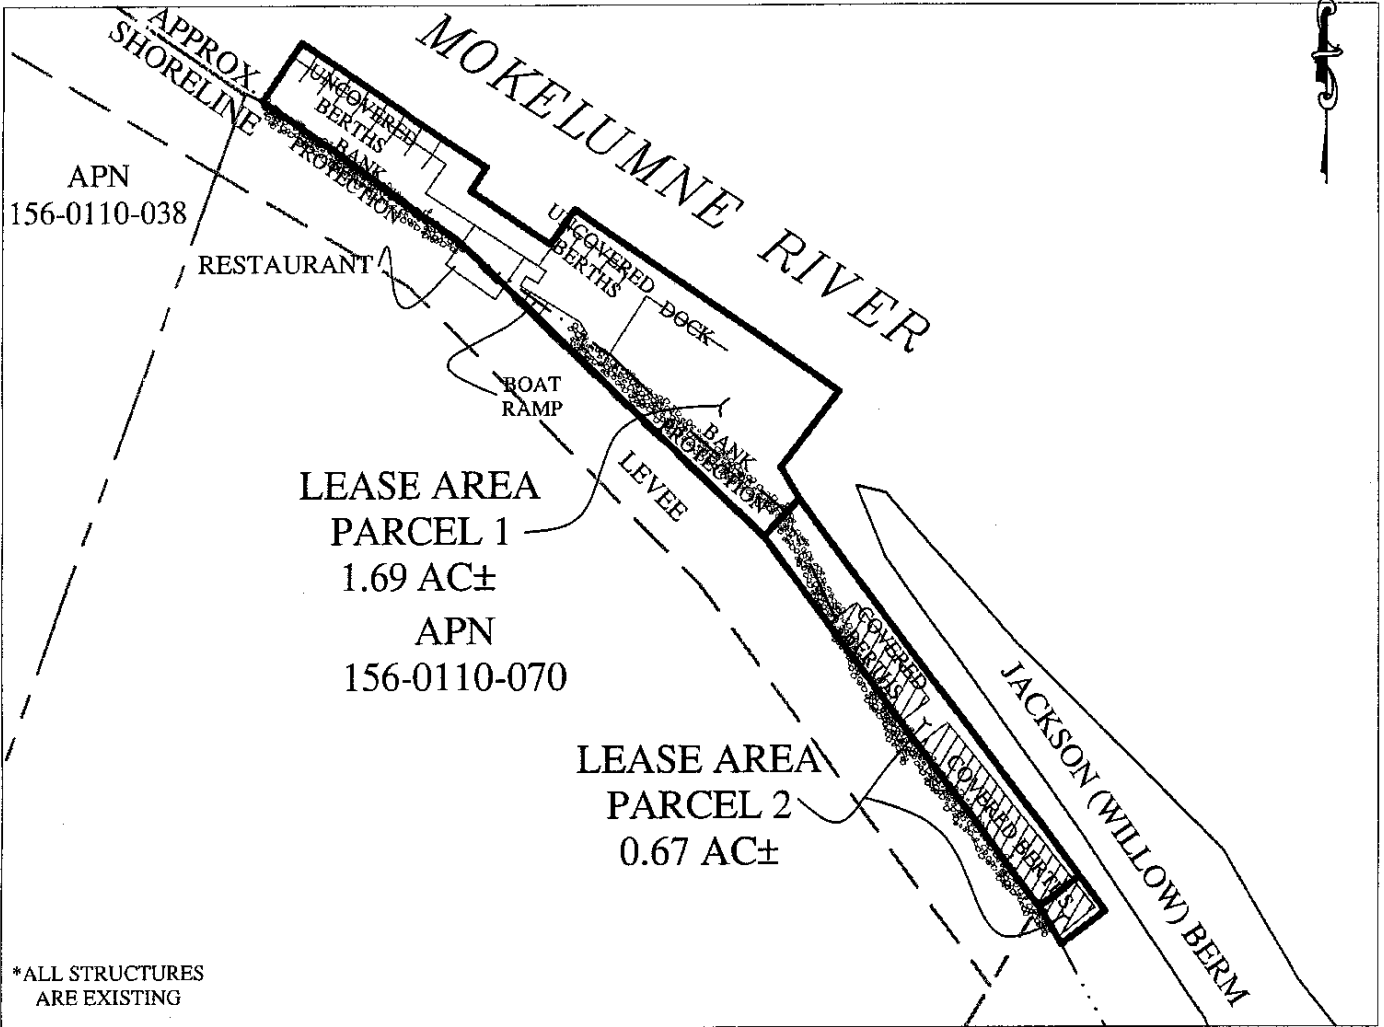 MOKELUMNE RIVER
APPROX.
SHORELINE
UNCOVERED
BERTHS
BANK
PROTECTION
APN
156-0110-038
RESTAURANT
UNCOVERED DOCK
BERTHS
BOAT
RAMP
BANK
PROTECTION
LEVEE
LEASE AREA
PARCEL 1
1.69 AC±
APN
156-0110-070
COVERED
BERTHS
LEASE AREA
PARCEL 2
0.67 AC±
COVERED BERTHS
JACKSON (WILLOW) BERM
*ALL STRUCTURES
ARE EXISTING